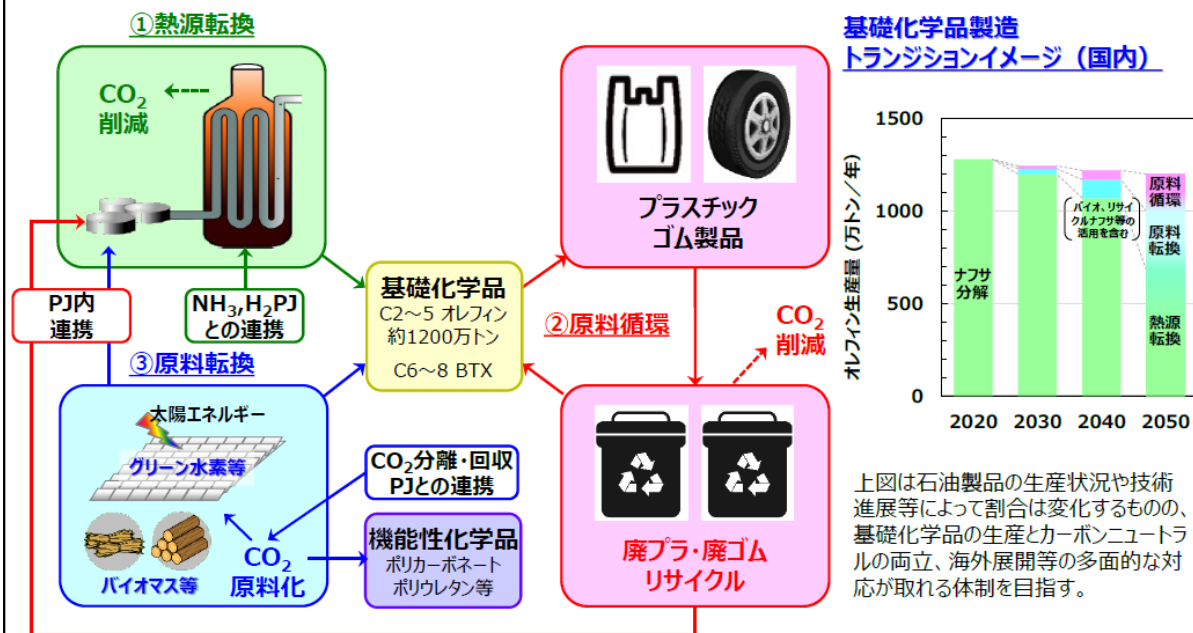 ①熱源転換
CO₂
削減
PJ内
連携
NH₃,H₂PJ
との連携
③原料転換
太陽エネルギー
グリーン水素等
バイオマス等
CO₂
原料化
CO₂分離・回収
PJとの連携
機能性化学品
ポリカーボネート
ポリウレタン等
基礎化学品
C2～5 オレフィン
約1200万トン
C6～8 BTX
②原料循環
プラスチック
ゴム製品
CO₂
削減
廃プラ・廃ゴム
リサイクル
基礎化学品製造
トランジションイメージ（国内）
オレフィン生産量（万トン／年）
1500
1000
500
0
ナフサ
分解
バイオ、リサイ
クルナフサ等の
活用を含む
原料
循環
原料
転換
熱源
転換
2020 2030 2040 2050
上図は石油製品の生産状況や技術
進展等によって割合は変化するものの、
基礎化学品の生産とカーボンニュートラ
ルの両立、海外展開等の多面的な対
応が取れる体制を目指す。